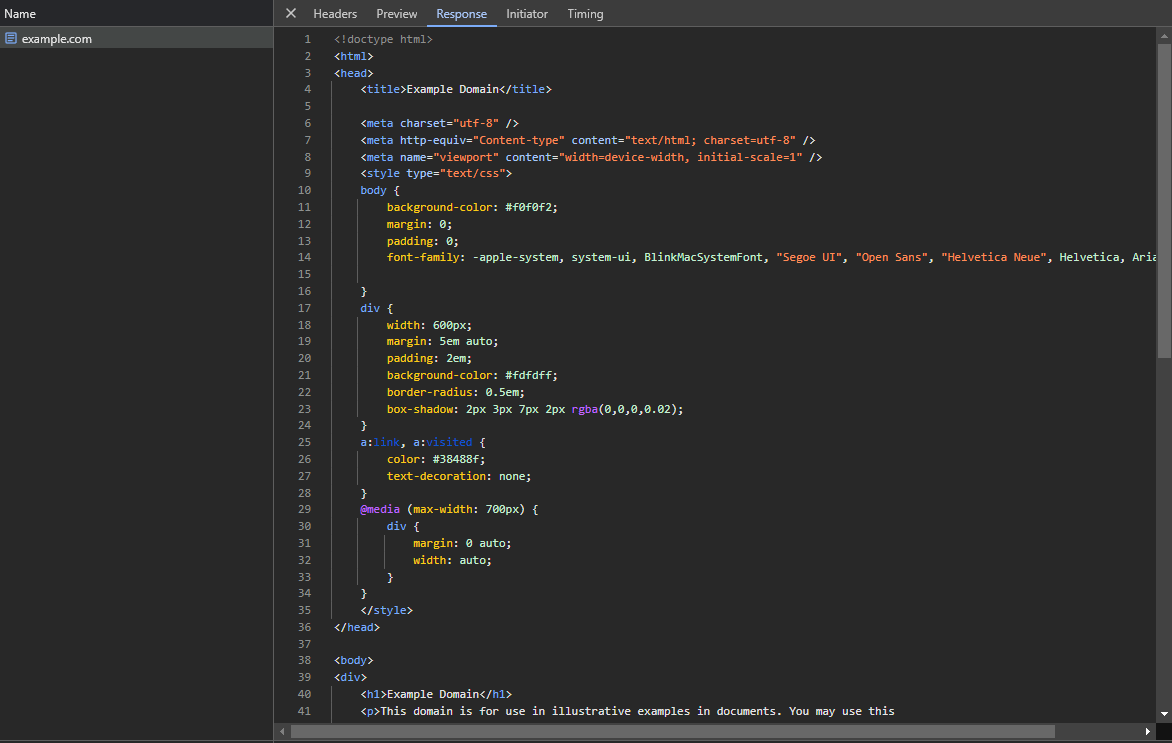 Name
Headers Preview Response Initiator Timing
example.com
1 <!doctype html>
2 <html>
3 <head>
4     <title>Example Domain</title>
5
6     <meta charset="utf-8" />
7     <meta http-equiv="Content-type" content="text/html; charset=utf-8" />
8     <meta name="viewport" content="width=device-width, initial-scale=1" />
9     <style type="text/css">
10     body {
11         background-color: #f0f0f2;
12         margin: 0;
13         padding: 0;
14         font-family: -apple-system, system-ui, BlinkMacSystemFont, "Segoe UI", "Open Sans", "Helvetica Neue", Helvetica, Aria
15
16     }
17     div {
18         width: 600px;
19         margin: 5em auto;
20         padding: 2em;
21         background-color: #fdfdff;
22         border-radius: 0.5em;
23         box-shadow: 2px 3px 7px 2px rgba(0,0,0,0.02);
24     }
25     a:link, a:visited {
26         color: #38488f;
27         text-decoration: none;
28     }
29     @media (max-width: 700px) {
30         div {
31             margin: 0 auto;
32             width: auto;
33         }
34     }
35     </style>
36 </head>
37
38 <body>
39 <div>
40     <h1>Example Domain</h1>
41     <p>This domain is for use in illustrative examples in documents. You may use this